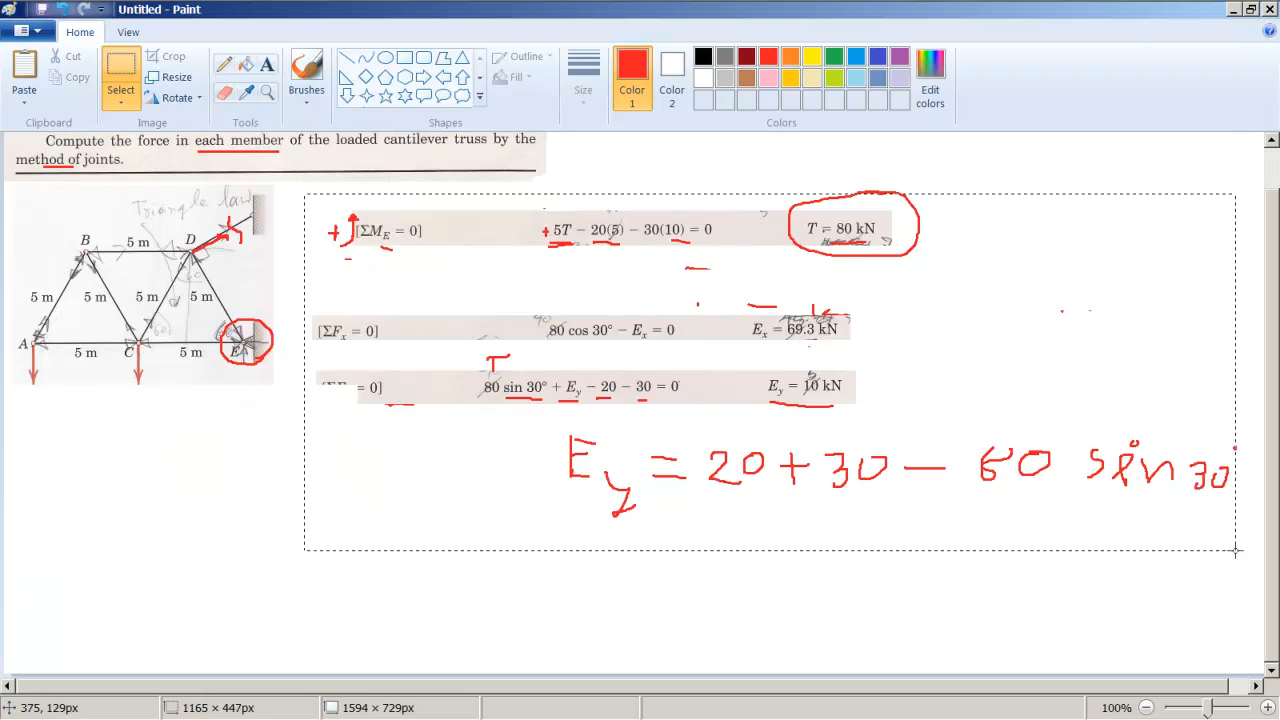 Untitled - Paint
Home View
Paste
Cut
Copy
Clipboard
Select
Crop
Resize
Rotate
Image
Tools
Brushes
Outline
Fill
Shapes
Size
Color 1
Color 2
Edit colors
Colors
Compute the force in each member of the loaded cantilever truss by the
method of joints.
Triangle law
[ΣM_E = 0] + 5T − 20(5) − 30(10) = 0 T = 80 kN
B 5 m D
5 m 5 m 5 m 5 m
[ΣF_x = 0] 80 cos 30° − E_x = 0 E_x = 69.3 kN
A 5 m C 5 m E
T
= 0] 80 sin 30° + E_y − 20 − 30 = 0 E_y = 10 kN
E_y = 20 + 30 − 80 sin 30°
375, 129px 1165 × 447px 1594 × 729px 100%